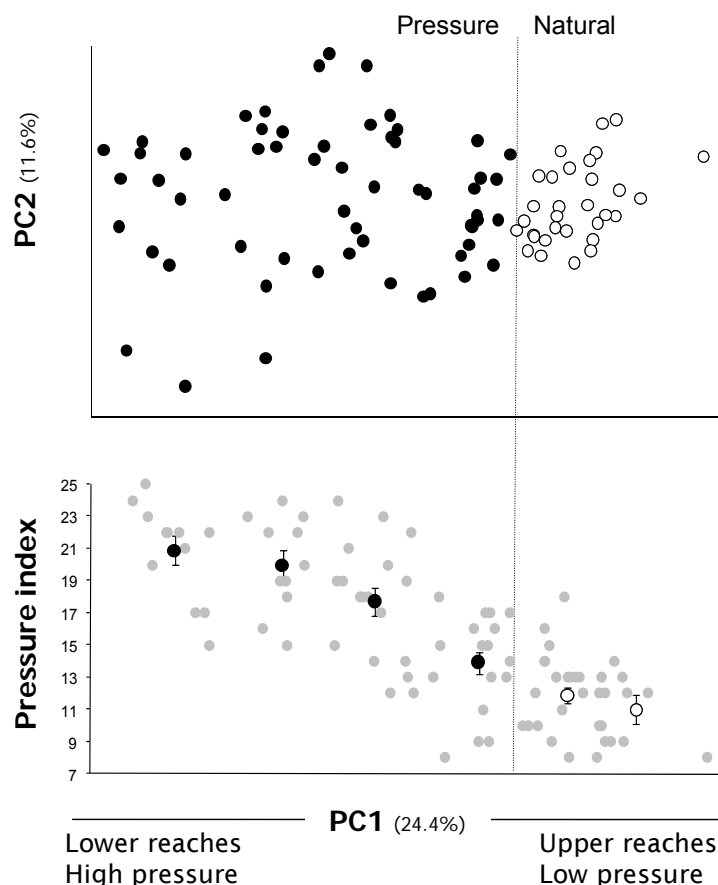 Pressure Natural
PC2 (11.6%)
25
23
21
19
17
15
13
11
9
7
Pressure index
PC1 (24.4%)
Lower reaches Upper reaches
High pressure Low pressure